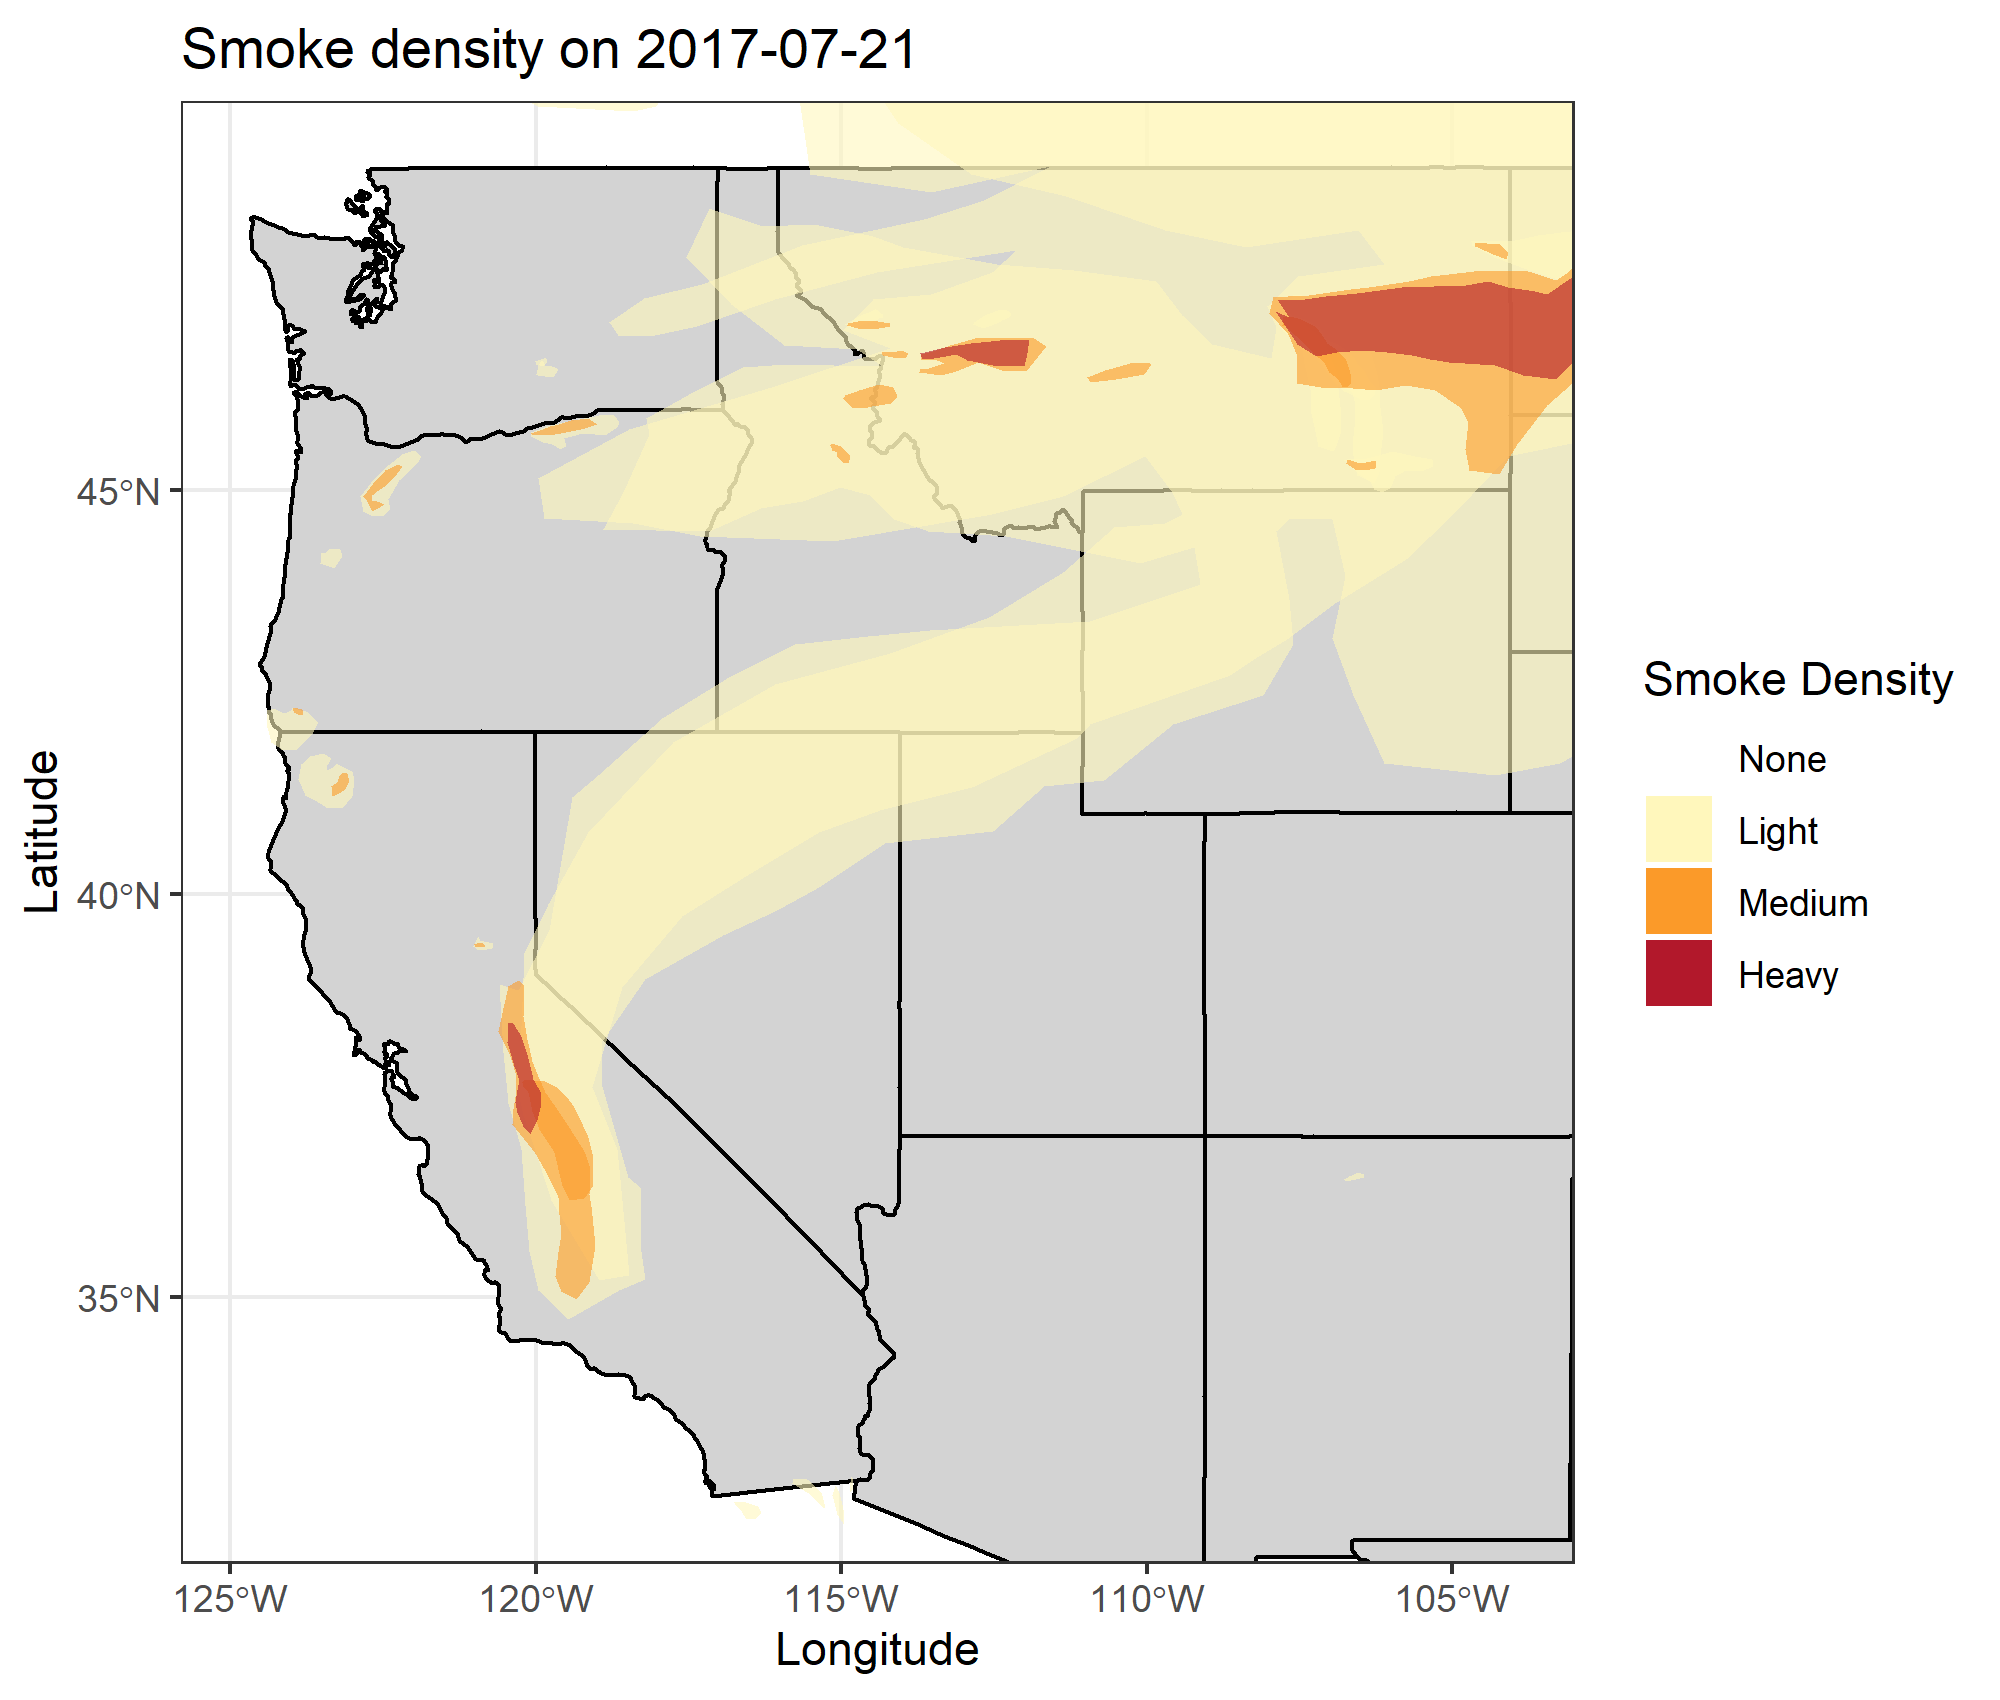 Smoke density on 2017-07-21
45°N
40°N
35°N
Latitude
125°W
120°W
115°W
110°W
105°W
Longitude
Smoke Density
None
Light
Medium
Heavy